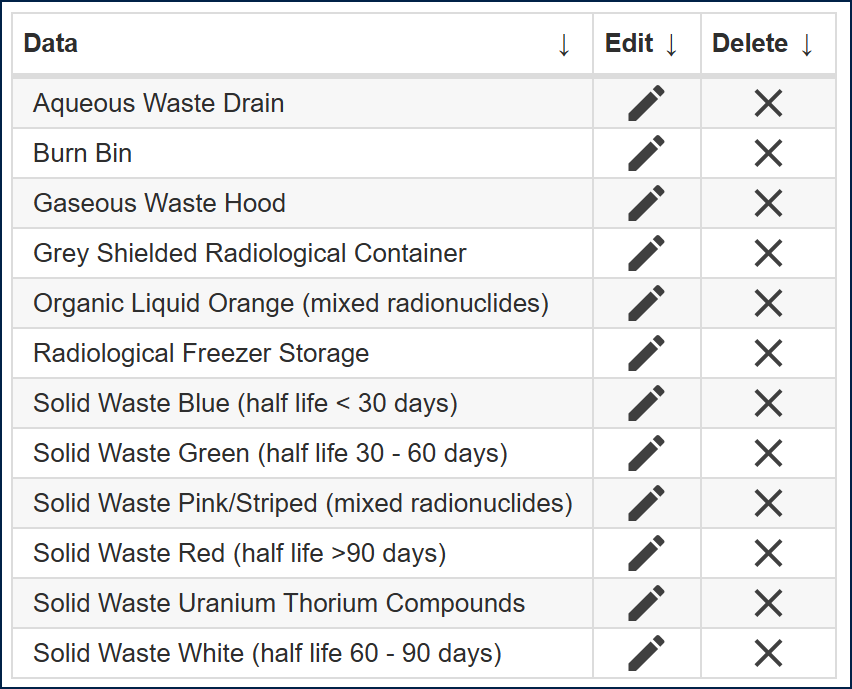 Data ↓ Edit ↓ Delete ↓
Aqueous Waste Drain
Burn Bin
Gaseous Waste Hood
Grey Shielded Radiological Container
Organic Liquid Orange (mixed radionuclides)
Radiological Freezer Storage
Solid Waste Blue (half life < 30 days)
Solid Waste Green (half life 30 - 60 days)
Solid Waste Pink/Striped (mixed radionuclides)
Solid Waste Red (half life >90 days)
Solid Waste Uranium Thorium Compounds
Solid Waste White (half life 60 - 90 days)